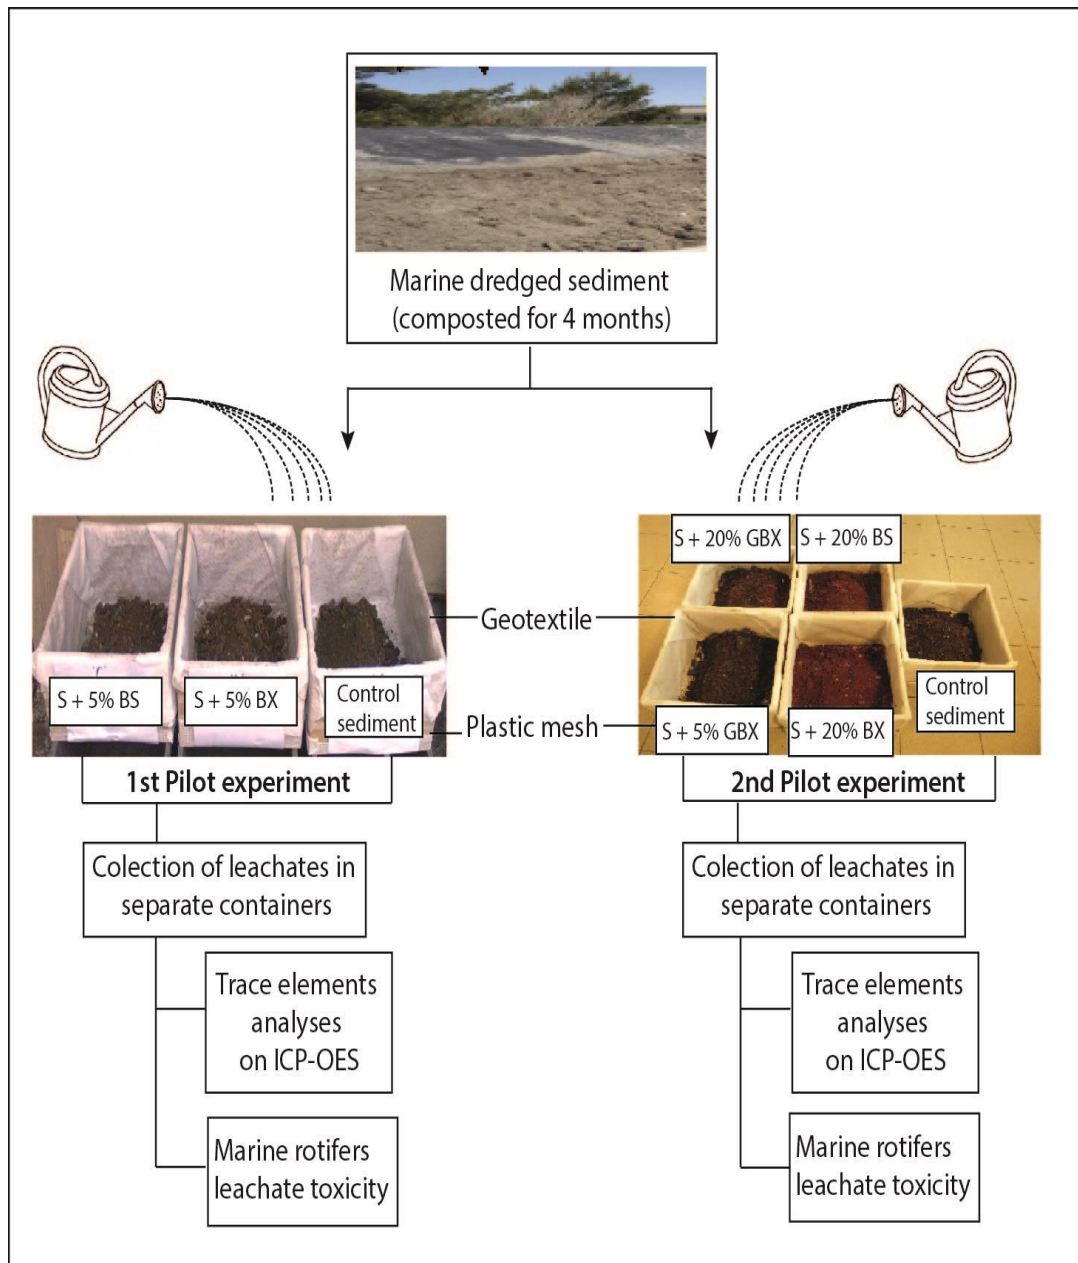 Marine dredged sediment
(composted for 4 months)
S + 20% GBX
S + 20% BS
Geotextile
S + 5% BS
S + 5% BX
Control
sediment
Plastic mesh
S + 5% GBX
S + 20% BX
Control
sediment
1st Pilot experiment
2nd Pilot experiment
Colection of leachates in
separate containers
Colection of leachates in
separate containers
Trace elements
analyses
on ICP-OES
Trace elements
analyses
on ICP-OES
Marine rotifers
leachate toxicity
Marine rotifers
leachate toxicity